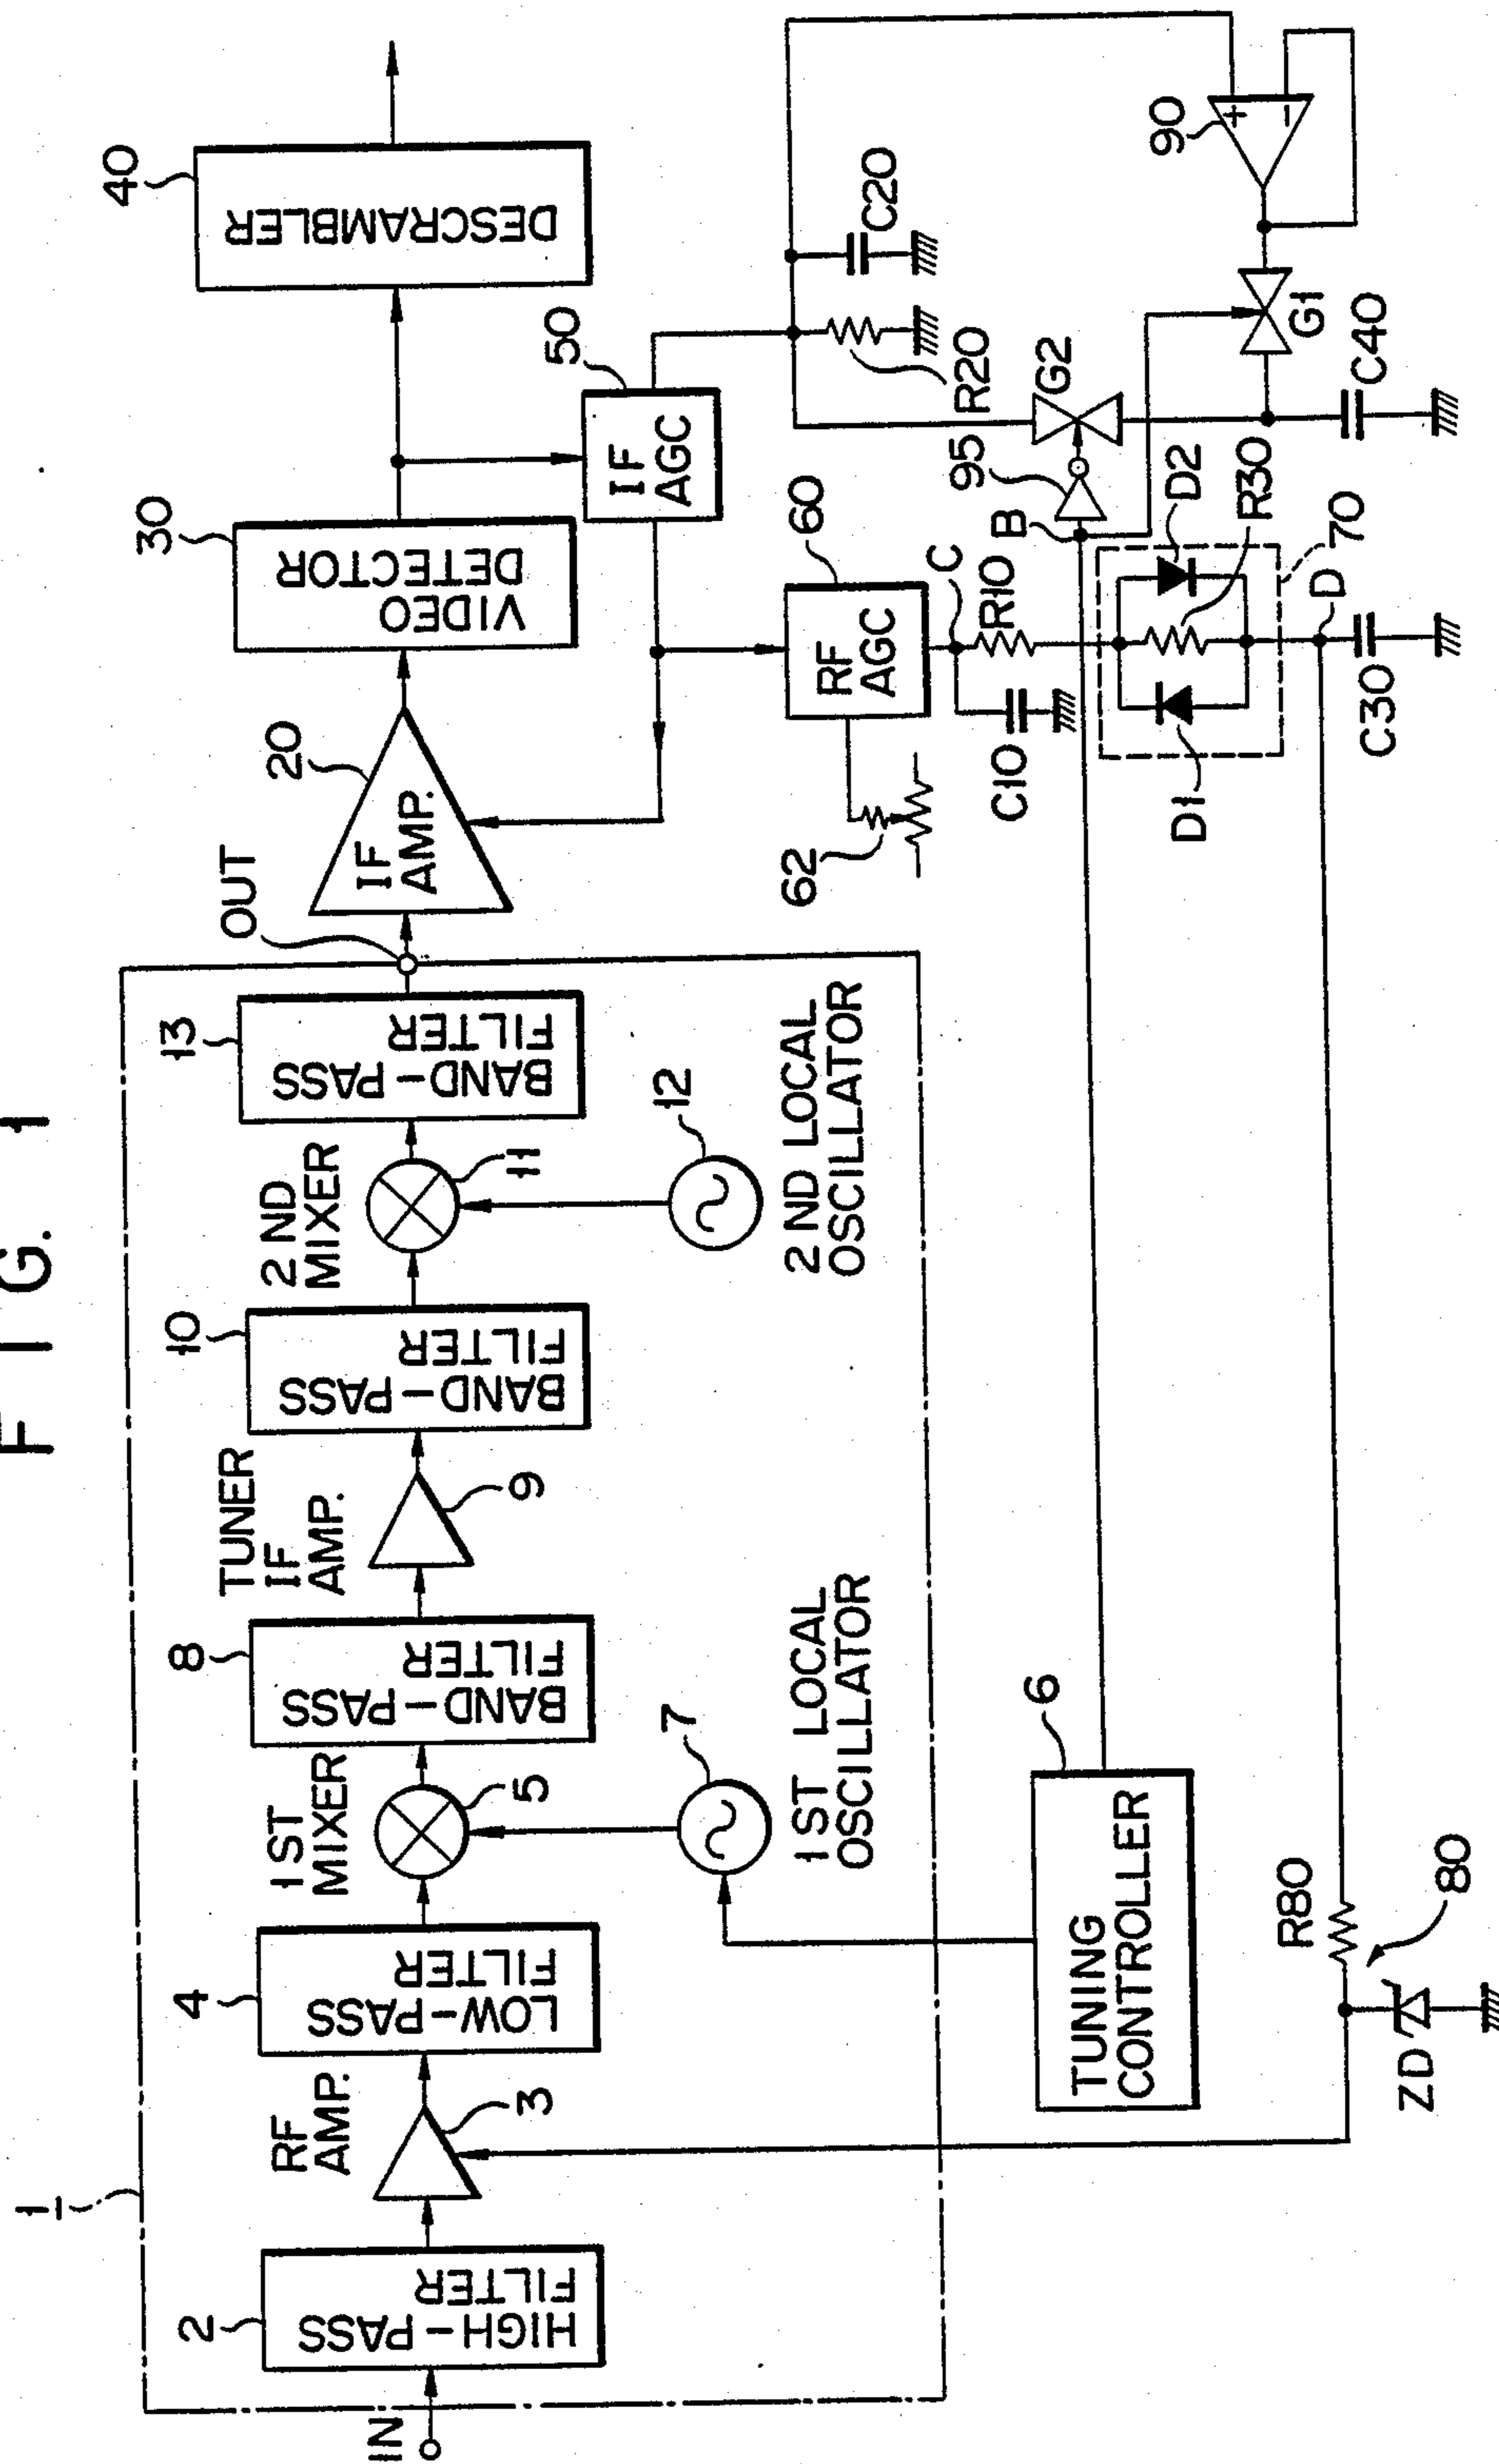 FIG. 1
1
IN
2
HIGH-PASS
FILTER
RF
AMP.
3
4
LOW-PASS
FILTER
1ST
MIXER
5
7
1ST LOCAL
OSCILLATOR
8
BAND-PASS
FILTER
TUNER
IF
AMP.
9
10
BAND-PASS
FILTER
2ND
MIXER
11
12
2ND LOCAL
OSCILLATOR
13
BAND-PASS
FILTER
OUT
20
IF
AMP.
30
VIDEO
DETECTOR
40
DESCRAMBLER
50
IF
AGC
60
RF
AGC
62
C
R10
C10
B
95
G2
R20
C20
90
+
−
G1
C40
D1
D2
R30
70
D
C30
6
TUNING
CONTROLLER
R80
80
ZD